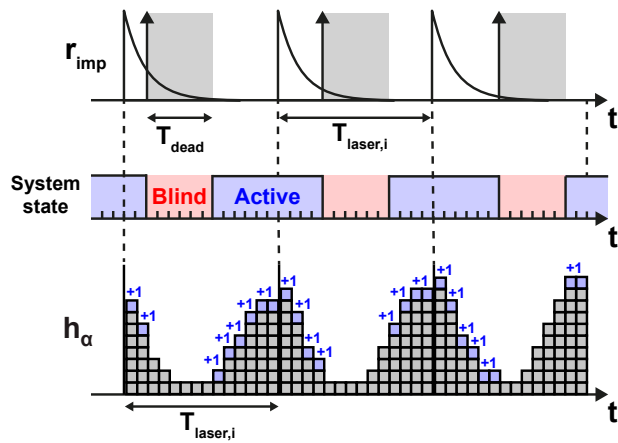 r_imp
t
T_dead
T_laser,i
System
state
Blind
Active
t
+1 +1 +1 +1 +1 +1 +1 +1 +1 +1 +1 +1 +1 +1 +1 +1 +1 +1 +1 +1 +1
h_α
t
T_laser,i